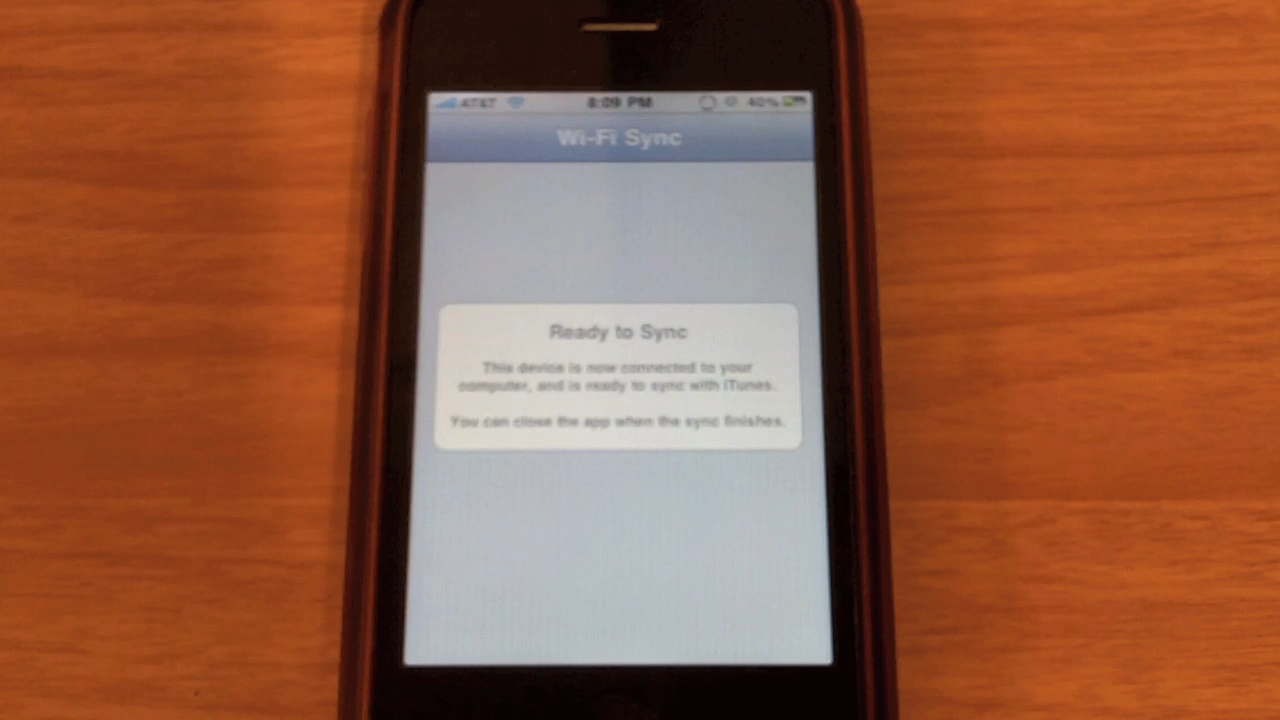 AT&T 8:09 PM 40%
Wi-Fi Sync
Ready to Sync
This device is now connected to your
computer, and is ready to sync with iTunes.
You can close the app when the sync finishes.